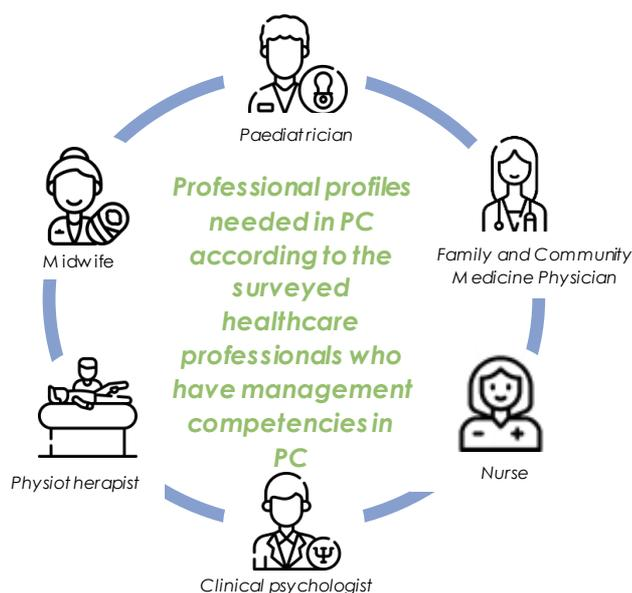 Paediatrician
Professional profiles
needed in PC
according to the
surveyed
healthcare
professionals who
have management
competencies in
PC
Family and Community
Medicine Physician
Nurse
Clinical psychologist
Physiotherapist
Midwife